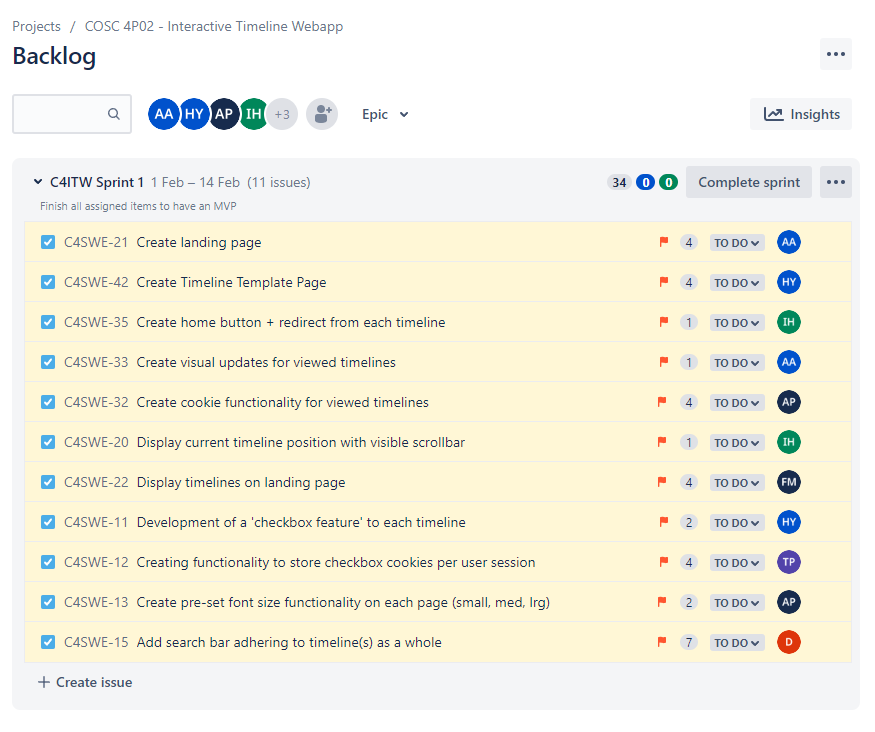 Projects / COSC 4P02 - Interactive Timeline Webapp
Backlog
AA HY AP IH +3 Epic Insights
C4ITW Sprint 1 1 Feb – 14 Feb (11 issues) 34 0 0 Complete sprint
Finish all assigned items to have an MVP
C4SWE-21 Create landing page 4 TO DO AA
C4SWE-42 Create Timeline Template Page 4 TO DO HY
C4SWE-35 Create home button + redirect from each timeline 1 TO DO IH
C4SWE-33 Create visual updates for viewed timelines 1 TO DO AA
C4SWE-32 Create cookie functionality for viewed timelines 4 TO DO AP
C4SWE-20 Display current timeline position with visible scrollbar 1 TO DO IH
C4SWE-22 Display timelines on landing page 4 TO DO FM
C4SWE-11 Development of a 'checkbox feature' to each timeline 2 TO DO HY
C4SWE-12 Creating functionality to store checkbox cookies per user session 4 TO DO TP
C4SWE-13 Create pre-set font size functionality on each page (small, med, lrg) 2 TO DO AP
C4SWE-15 Add search bar adhering to timeline(s) as a whole 7 TO DO D
+ Create issue